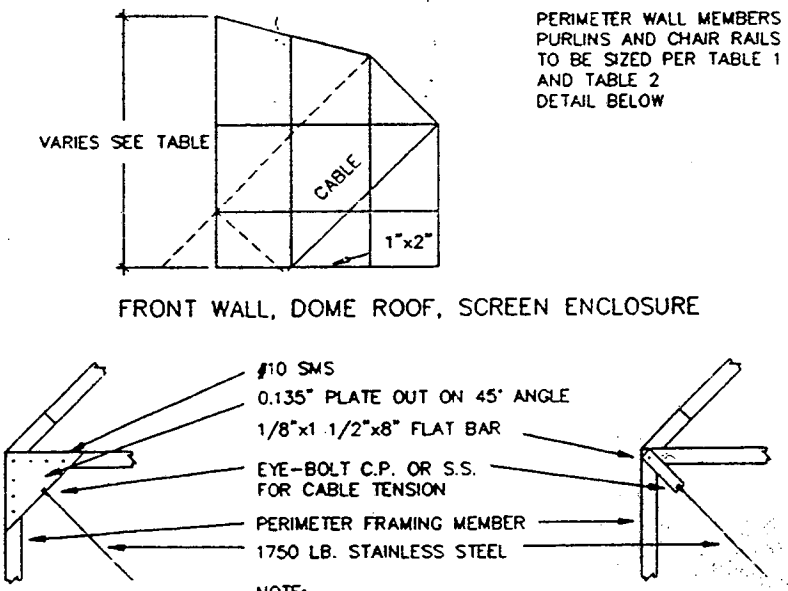 PERIMETER WALL MEMBERS
PURLINS AND CHAIR RAILS
TO BE SIZED PER TABLE 1
AND TABLE 2
DETAIL BELOW
VARIES SEE TABLE
CABLE
1"x2"
FRONT WALL, DOME ROOF, SCREEN ENCLOSURE
#10 SMS
0.135" PLATE OUT ON 45° ANGLE
1/8"x1 1/2"x8" FLAT BAR
EYE-BOLT C.P. OR S.S.
FOR CABLE TENSION
PERIMETER FRAMING MEMBER
1750 LB. STAINLESS STEEL
NOTE: